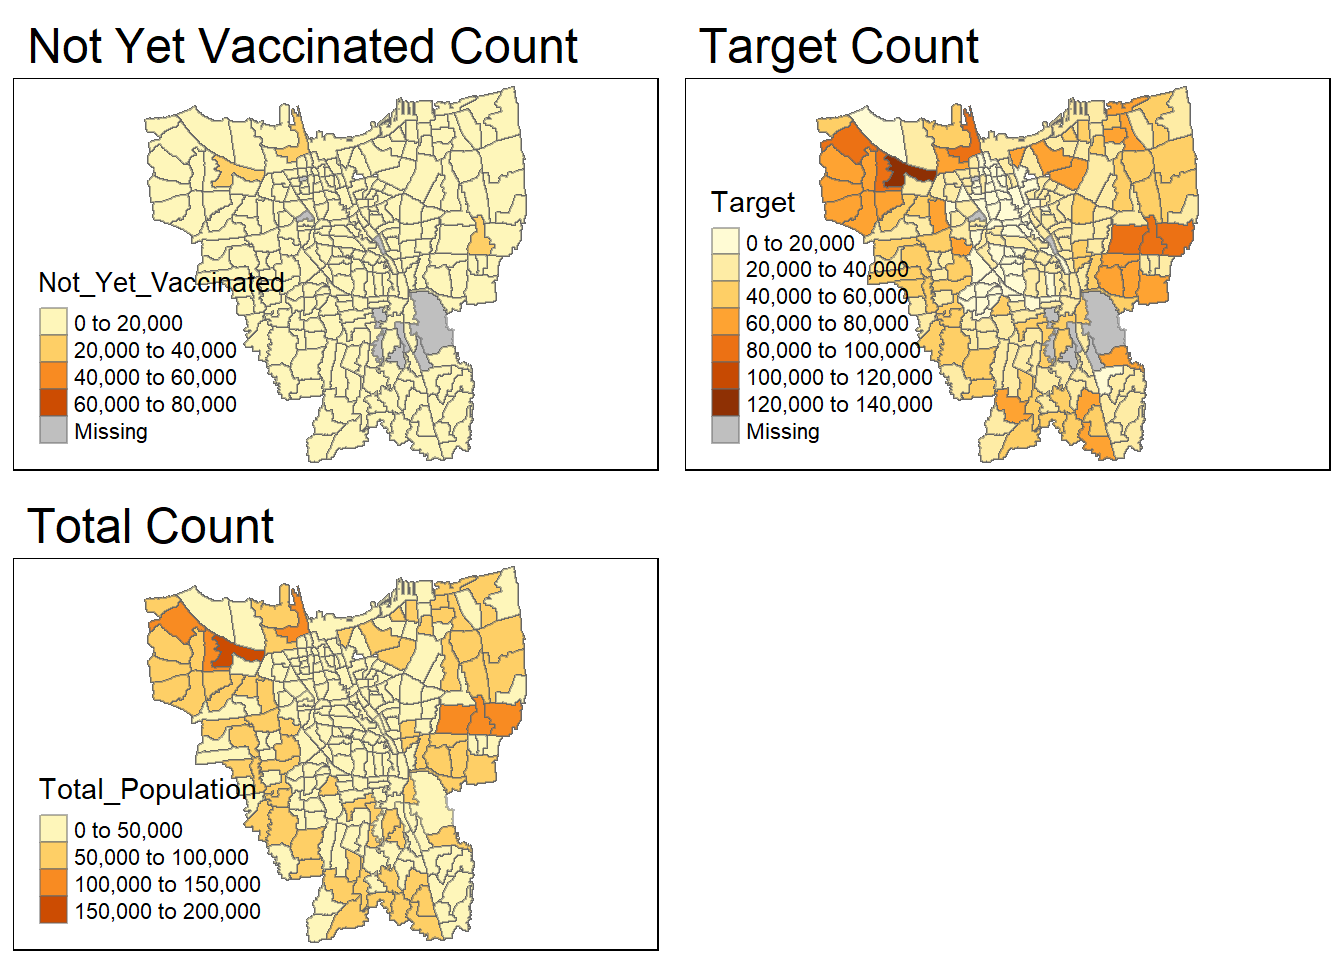 Not Yet Vaccinated Count
Not_Yet_Vaccinated
0 to 20,000
20,000 to 40,000
40,000 to 60,000
60,000 to 80,000
Missing
Target Count
Target
0 to 20,000
20,000 to 40,000
40,000 to 60,000
60,000 to 80,000
80,000 to 100,000
100,000 to 120,000
120,000 to 140,000
Missing
Total Count
Total_Population
0 to 50,000
50,000 to 100,000
100,000 to 150,000
150,000 to 200,000